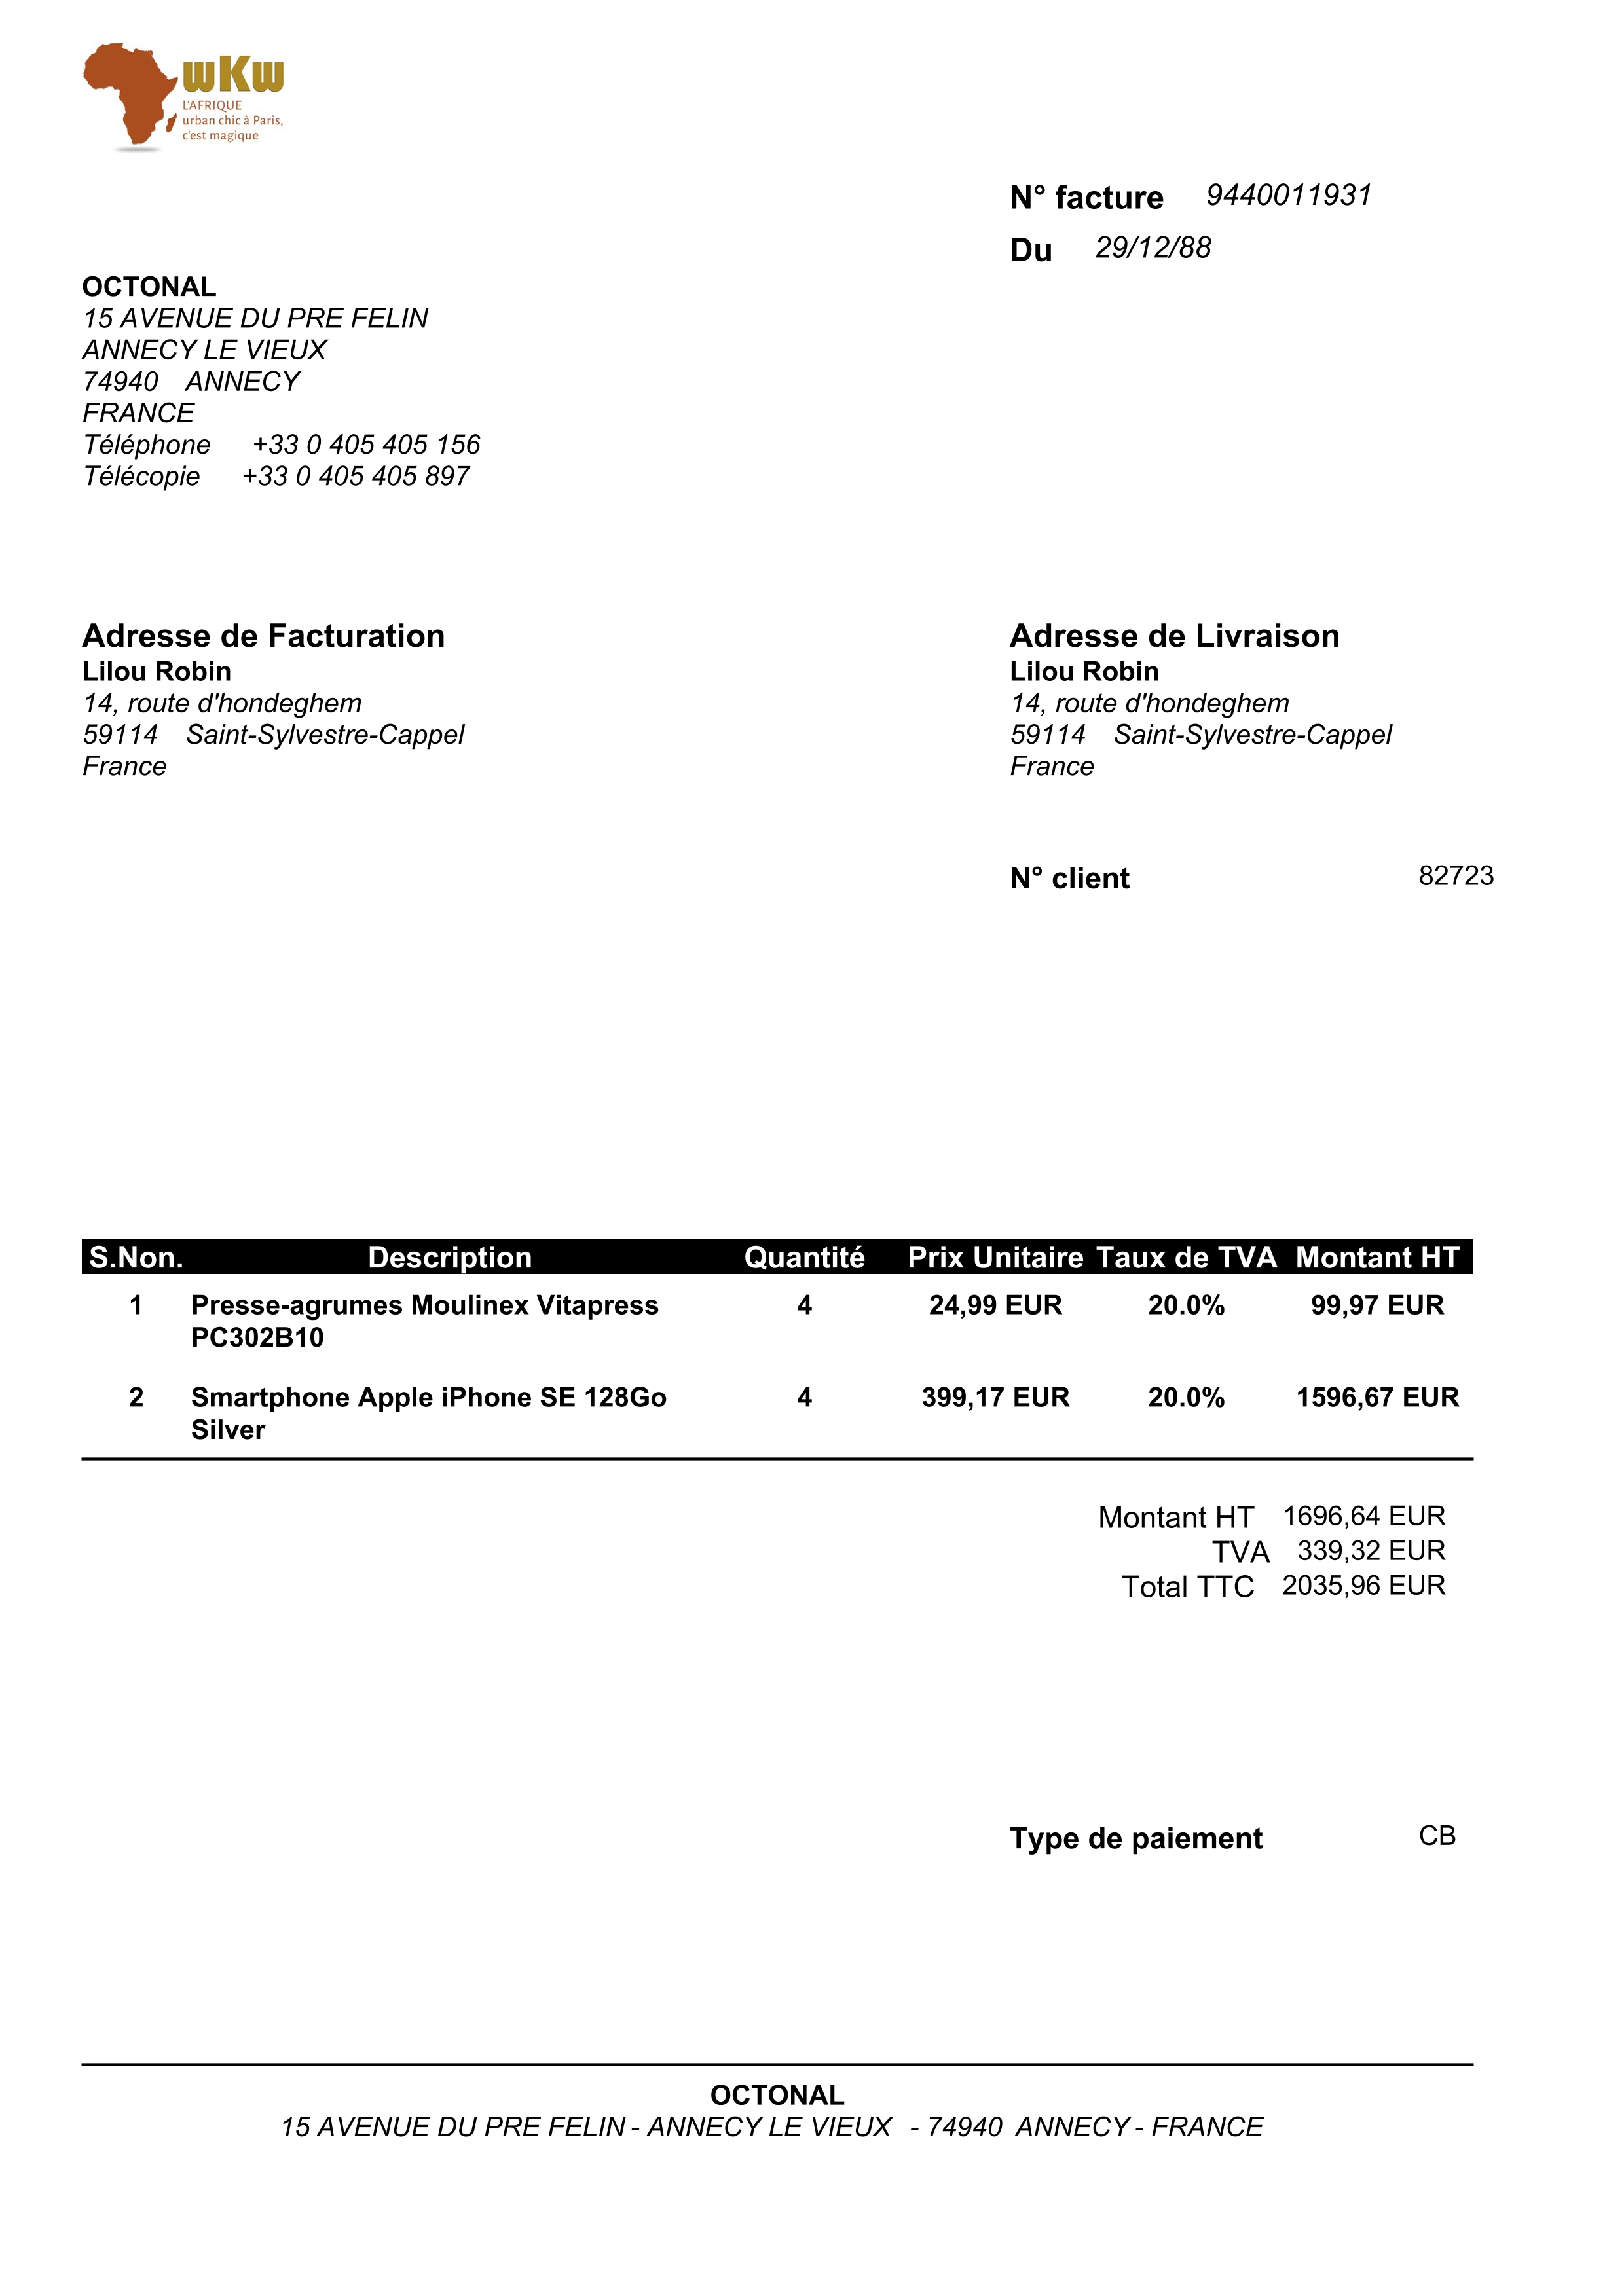 wKw
L'AFRIQUE
urban chic à Paris,
c'est magique
N° facture 9440011931
Du 29/12/88
OCTONAL
15 AVENUE DU PRE FELIN
ANNECY LE VIEUX
74940 ANNECY
FRANCE
Téléphone +33 0 405 405 156
Télécopie +33 0 405 405 897
Adresse de Facturation
Lilou Robin
14, route d'hondeghem
59114 Saint-Sylvestre-Cappel
France
Adresse de Livraison
Lilou Robin
14, route d'hondeghem
59114 Saint-Sylvestre-Cappel
France
N° client 82723
S.Non. Description Quantité Prix Unitaire Taux de TVA Montant HT
1 Presse-agrumes Moulinex Vitapress 4 24,99 EUR 20.0% 99,97 EUR
PC302B10
2 Smartphone Apple iPhone SE 128Go 4 399,17 EUR 20.0% 1596,67 EUR
Silver
Montant HT 1696,64 EUR
TVA 339,32 EUR
Total TTC 2035,96 EUR
Type de paiement CB
OCTONAL
15 AVENUE DU PRE FELIN - ANNECY LE VIEUX - 74940 ANNECY - FRANCE